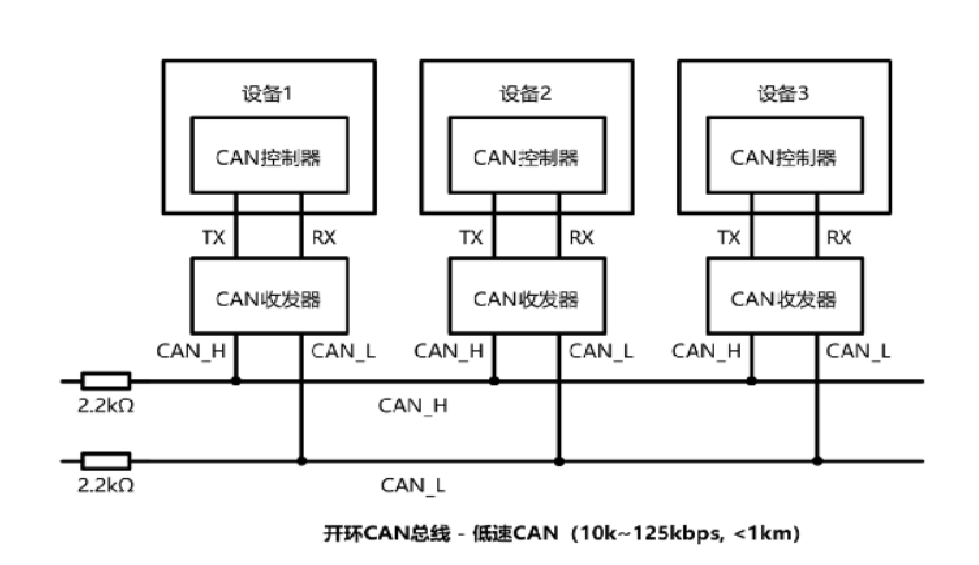 设备1 设备2 设备3
CAN控制器 CAN控制器 CAN控制器
TX RX TX RX TX RX
CAN收发器 CAN收发器 CAN收发器
CAN_H CAN_L CAN_H CAN_L CAN_H CAN_L
2.2kΩ CAN_H
2.2kΩ CAN_L
开环CAN总线 - 低速CAN（10k~125kbps, <1km）